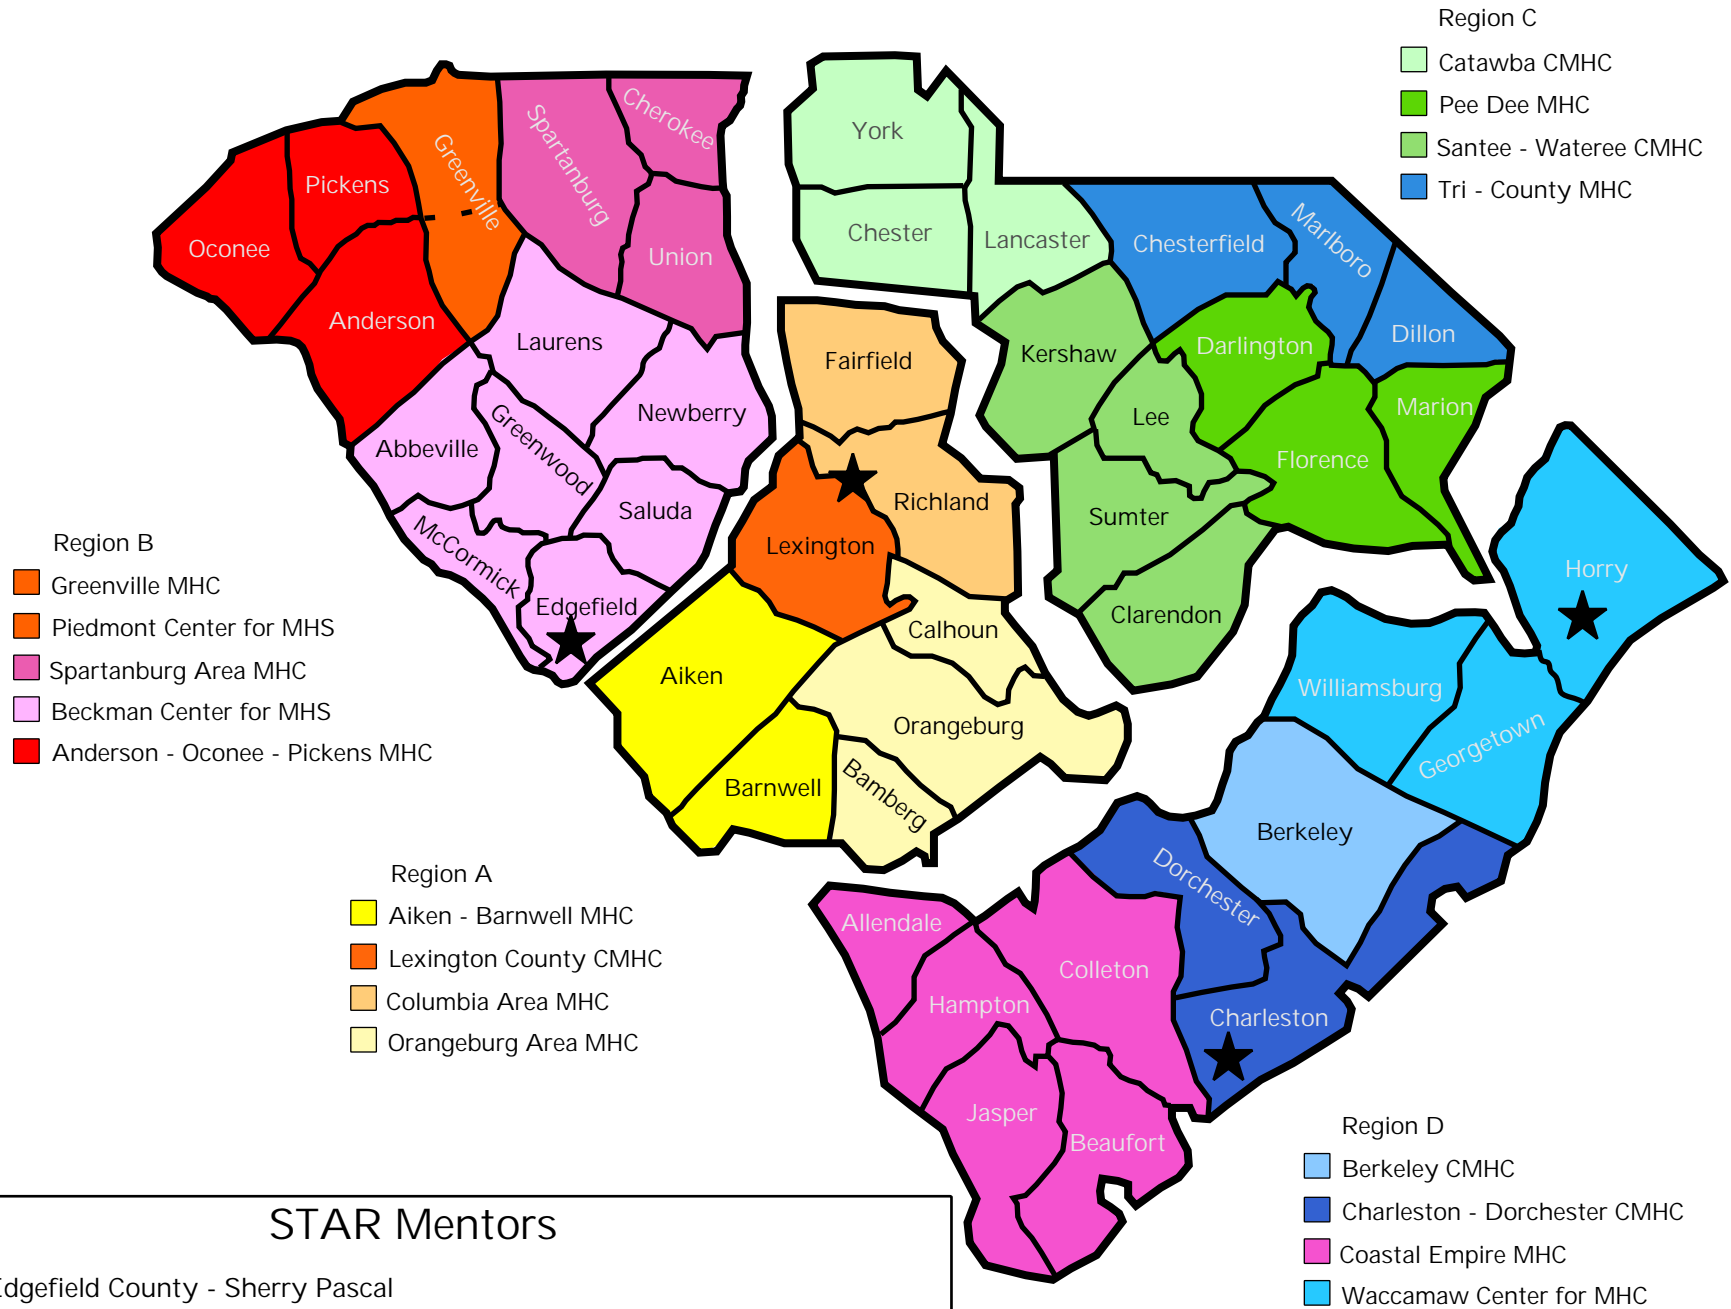 Region C
Catawba CMHC
Pee Dee MHC
Santee - Wateree CMHC
Tri - County MHC
Cherokee
Spartanburg
Greenville
York
Pickens
Oconee
Union
Chester
Lancaster
Chesterfield
Marlboro
Anderson
Laurens
Dillon
Fairfield
Kershaw
Darlington
Newberry
Lee
Marion
Abbeville
Greenwood
Florence
Richland
Saluda
Sumter
McCormick
Lexington
Horry
Edgefield
Clarendon
Calhoun
Region B
Greenville MHC
Piedmont Center for MHS
Spartanburg Area MHC
Beckman Center for MHS
Anderson - Oconee - Pickens MHC
Aiken
Williamsburg
Orangeburg
Georgetown
Barnwell
Bamberg
Berkeley
Dorchester
Region A
Aiken - Barnwell MHC
Lexington County CMHC
Columbia Area MHC
Orangeburg Area MHC
Allendale
Colleton
Hampton
Charleston
Jasper
Beaufort
Region D
Berkeley CMHC
Charleston - Dorchester CMHC
Coastal Empire MHC
Waccamaw Center for MHC
STAR Mentors
dgefield County - Sherry Pascal